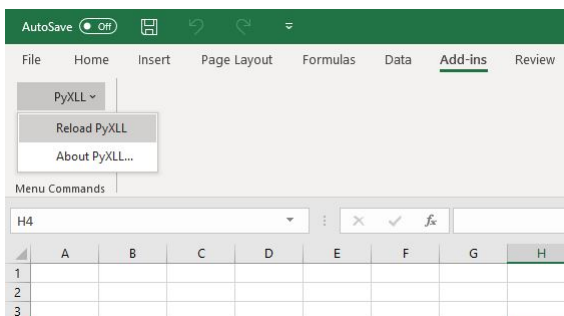 AutoSave Off
File Home Insert Page Layout Formulas Data Add-ins Review
PyXLL
Reload PyXLL
About PyXLL...
Menu Commands
H4 fx
A B C D E F G H
1
2
3